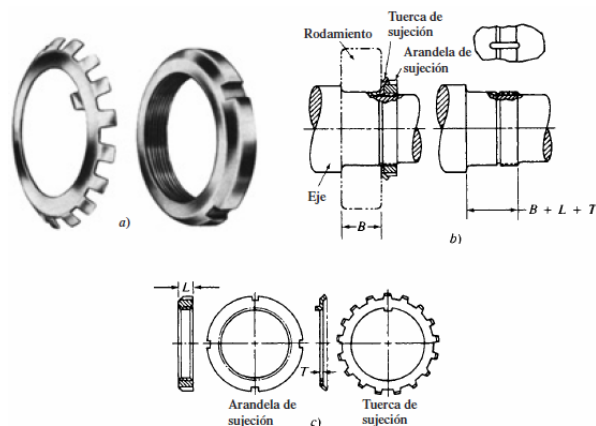 Tuerca de
sujeción
Rodamiento
Arandela de
sujeción
a)
Eje
B
B + L + T
b)
L
T
Arandela de
sujeción
c)
Tuerca de
sujeción